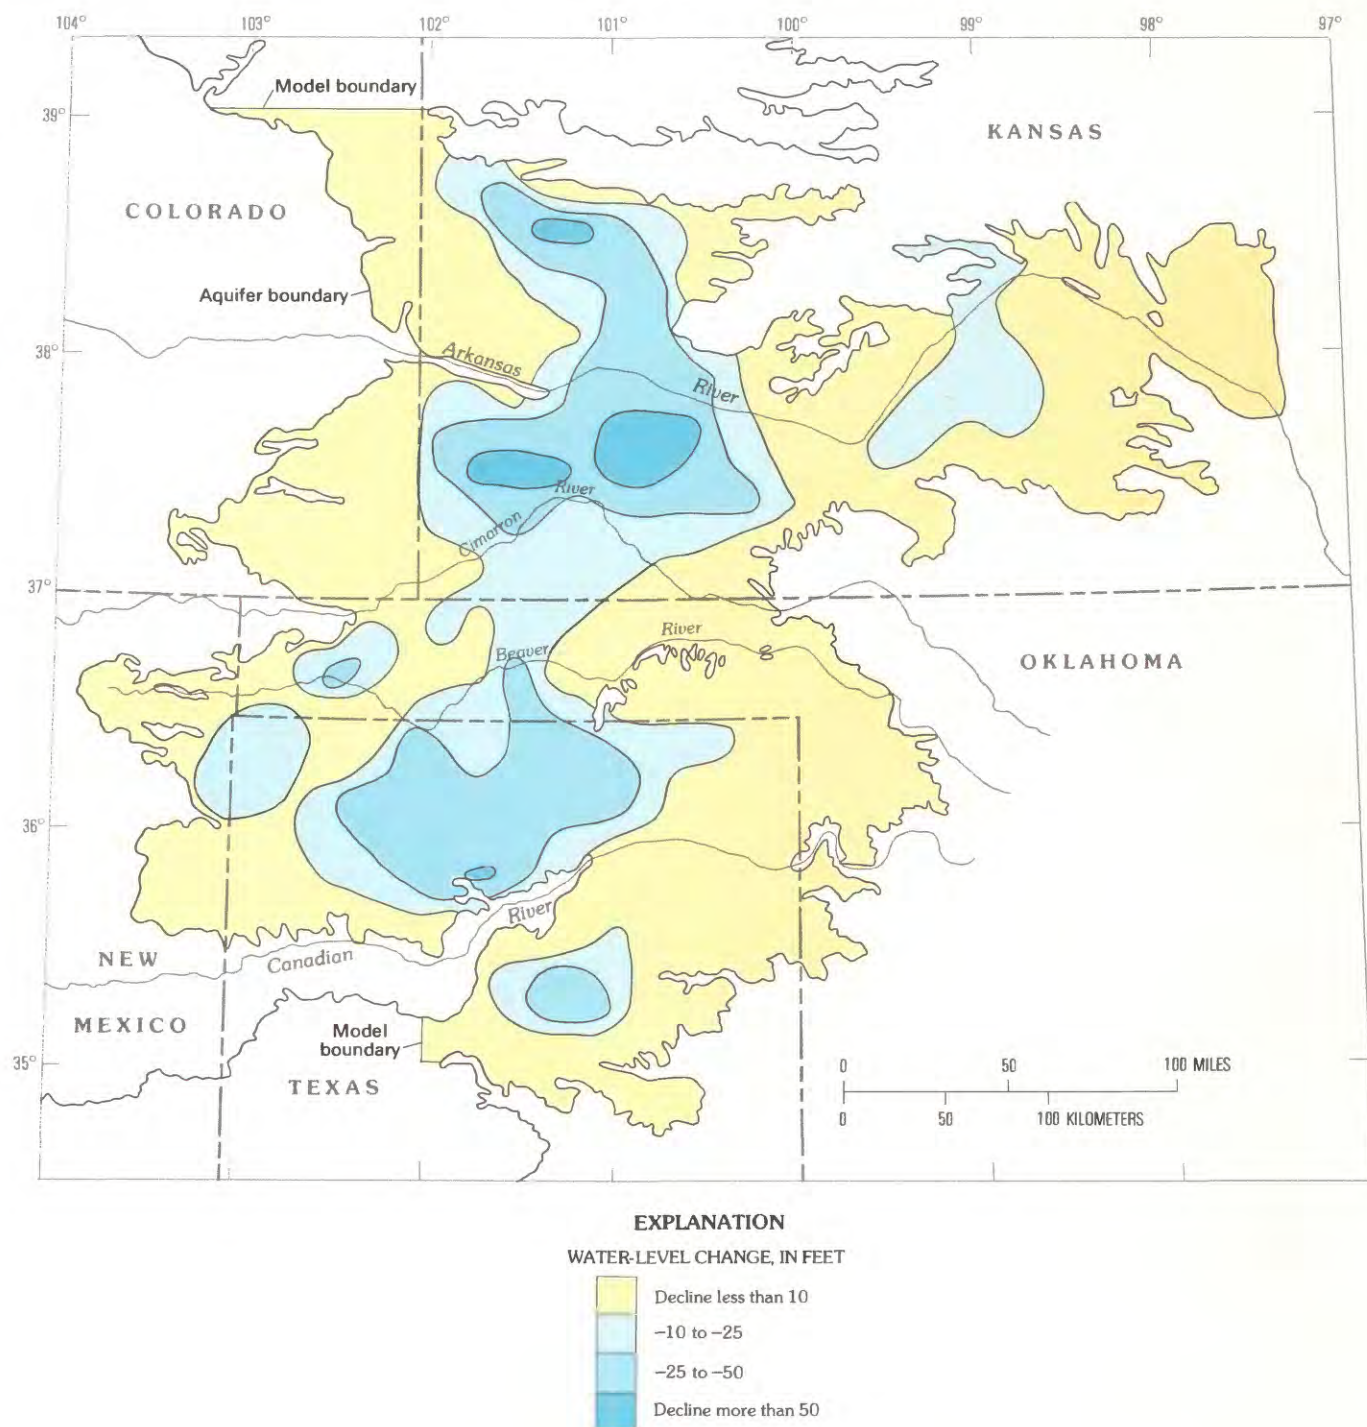 104°
103°
102°
101°
100°
99°
98°
97°
Model boundary
39°
KANSAS
COLORADO
Aquifer boundary
38°
Arkansas
River
River
Cimarron
37°
River
Beaver
OKLAHOMA
36°
River
NEW
Canadian
MEXICO
Model
boundary
35°
TEXAS
0 50 100 MILES
0 50 100 KILOMETERS
EXPLANATION
WATER-LEVEL CHANGE, IN FEET
Decline less than 10
−10 to −25
−25 to −50
Decline more than 50